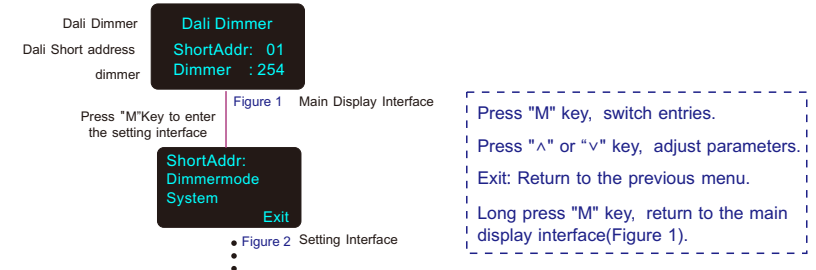 Dali Dimmer
Dali Short address
dimmer
Dali Dimmer
ShortAddr: 01
Dimmer : 254
Figure 1 Main Display Interface
Press "M"Key to enter
the setting interface
ShortAddr:
Dimmermode
System
Exit
Figure 2 Setting Interface
Press "M" key, switch entries.
Press "∧" or “∨" key, adjust parameters.
Exit: Return to the previous menu.
Long press "M" key, return to the main
display interface(Figure 1).